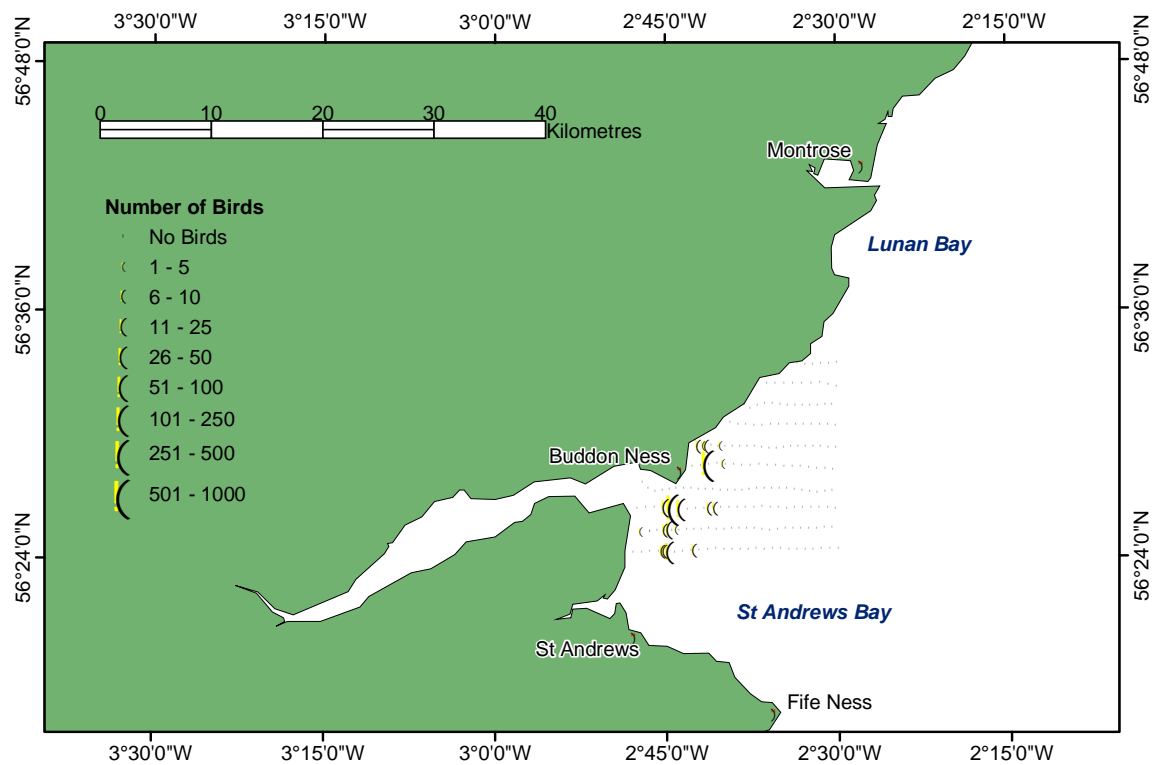 3°30'0"W 3°15'0"W 3°0'0"W 2°45'0"W 2°30'0"W 2°15'0"W
56°48'0"N 56°48'0"N
0 10 20 30 40
Kilometres
Montrose
Number of Birds
No Birds
1 - 5
6 - 10
11 - 25
26 - 50
51 - 100
101 - 250
251 - 500
501 - 1000
Lunan Bay
56°36'0"N 56°36'0"N
Buddon Ness
56°24'0"N 56°24'0"N
St Andrews Bay
St Andrews
Fife Ness
3°30'0"W 3°15'0"W 3°0'0"W 2°45'0"W 2°30'0"W 2°15'0"W